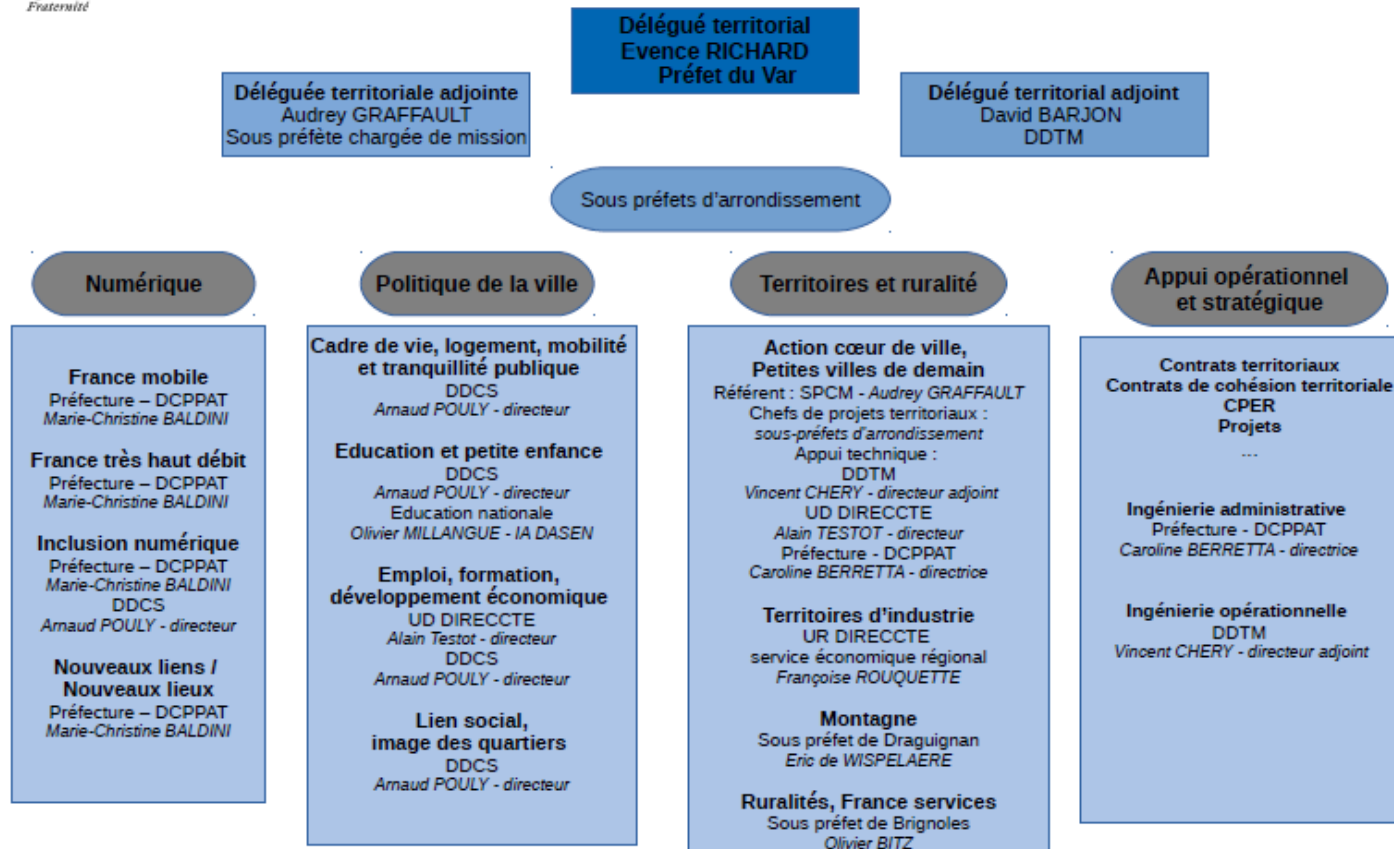 Fraternité
Délégué territorial
Evence RICHARD
Préfet du Var
Déléguée territoriale adjointe
Audrey GRAFFAULT
Sous préfète chargée de mission
Délégué territorial adjoint
David BARJON
DDTM
Sous préfets d'arrondissement
Numérique
France mobile
Préfecture – DCPPAT
Marie-Christine BALDINI
France très haut débit
Préfecture – DCPPAT
Marie-Christine BALDINI
Inclusion numérique
Préfecture – DCPPAT
Marie-Christine BALDINI
DDCS
Arnaud POULY - directeur
Nouveaux liens /
Nouveaux lieux
Préfecture – DCPPAT
Marie-Christine BALDINI
Politique de la ville
Cadre de vie, logement, mobilité
et tranquillité publique
DDCS
Arnaud POULY - directeur
Education et petite enfance
DDCS
Arnaud POULY - directeur
Education nationale
Olivier MILLANGUE - IA DASEN
Emploi, formation,
développement économique
UD DIRECCTE
Alain Testot - directeur
DDCS
Arnaud POULY - directeur
Lien social,
image des quartiers
DDCS
Arnaud POULY - directeur
Territoires et ruralité
Action cœur de ville,
Petites villes de demain
Référent : SPCM - Audrey GRAFFAULT
Chefs de projets territoriaux :
sous-préfets d'arrondissement
Appui technique :
DDTM
Vincent CHERY - directeur adjoint
UD DIRECCTE
Alain TESTOT - directeur
Préfecture - DCPPAT
Caroline BERRETTA - directrice
Territoires d'industrie
UR DIRECCTE
service économique régional
Françoise ROUQUETTE
Montagne
Sous préfet de Draguignan
Eric de WISPELAERE
Ruralités, France services
Sous préfet de Brignoles
Olivier BITZ
Appui opérationnel
et stratégique
Contrats territoriaux
Contrats de cohésion territoriale
CPER
Projets
...
Ingénierie administrative
Préfecture - DCPPAT
Caroline BERRETTA - directrice
Ingénierie opérationnelle
DDTM
Vincent CHERY - directeur adjoint